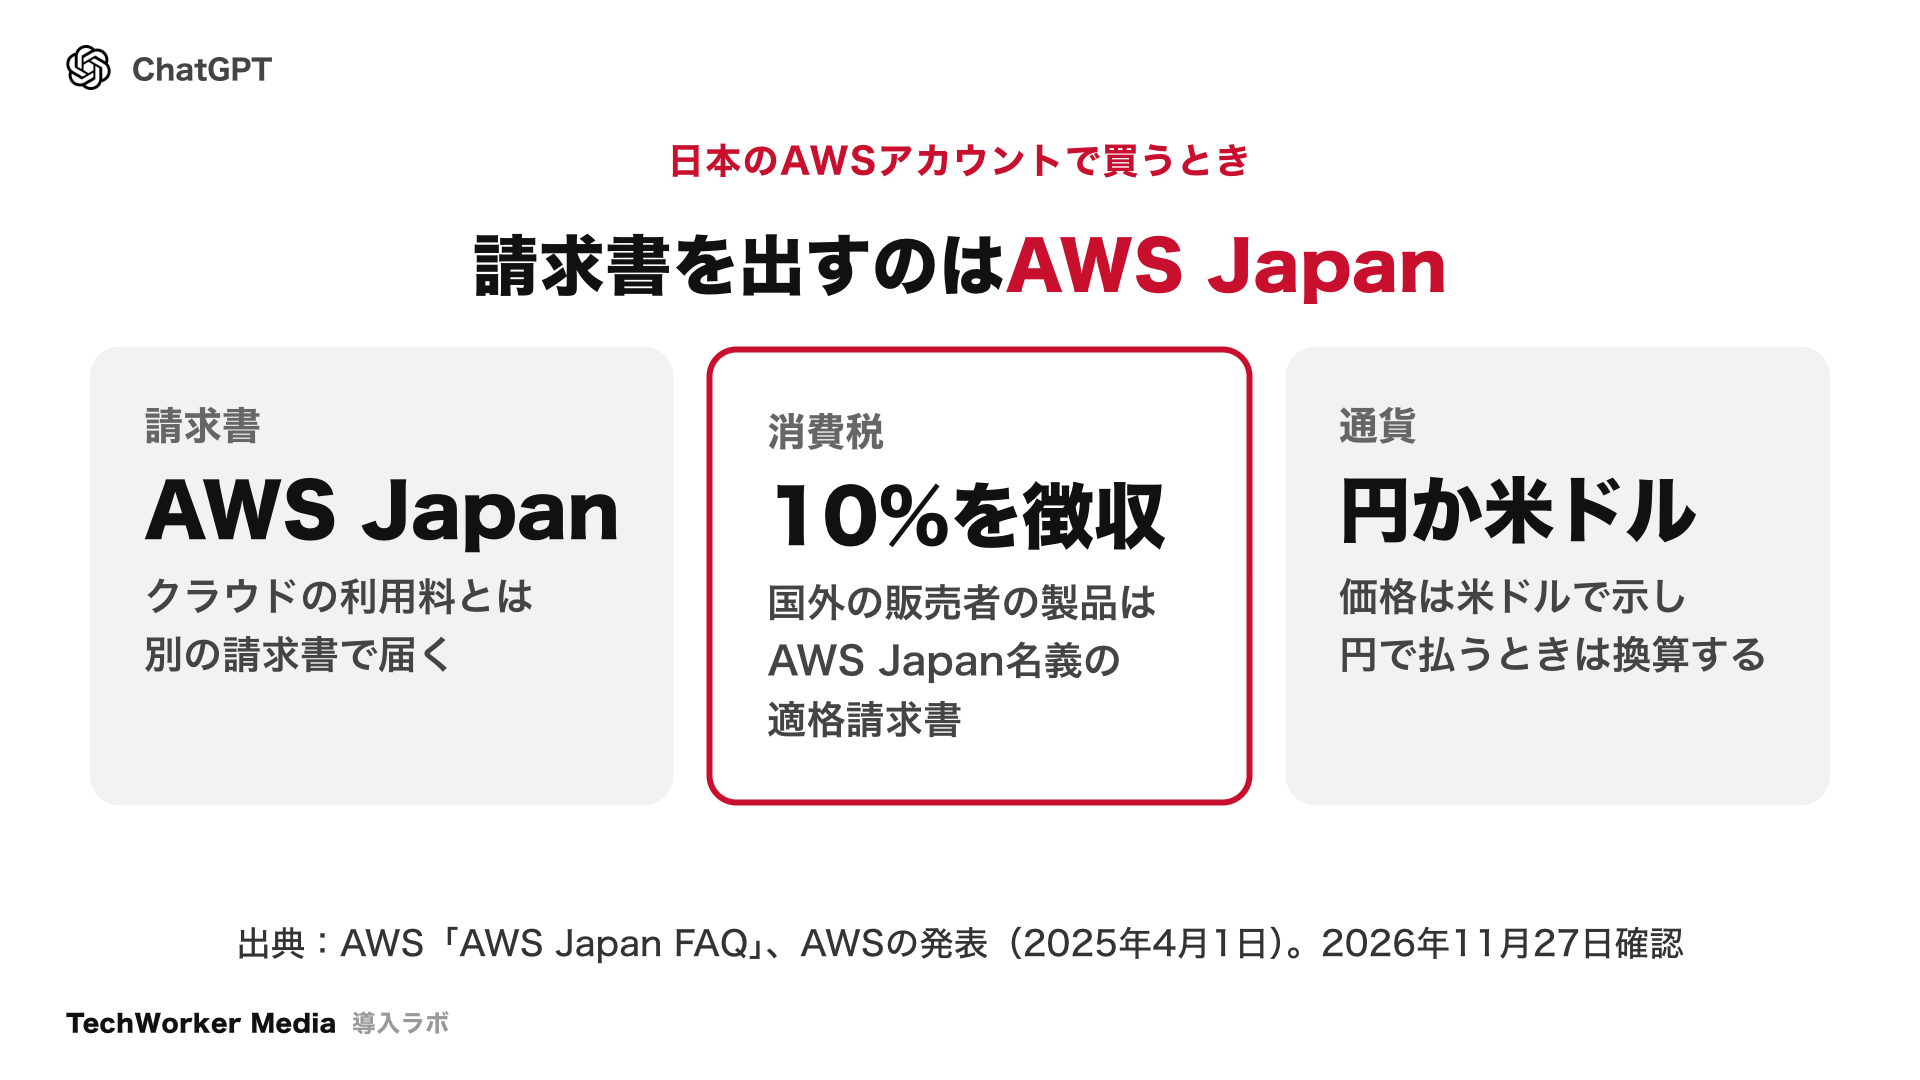 ChatGPT
日本のAWSアカウントで買うとき
請求書を出すのはAWS Japan
請求書
AWS Japan
クラウドの利用料とは
別の請求書で届く
消費税
10%を徴収
国外の販売者の製品は
AWS Japan名義の
適格請求書
通貨
円か米ドル
価格は米ドルで示し
円で払うときは換算する
出典：AWS「AWS Japan FAQ」、AWSの発表（2025年4月1日）。2026年11月27日確認
TechWorker Media 導入ラボ